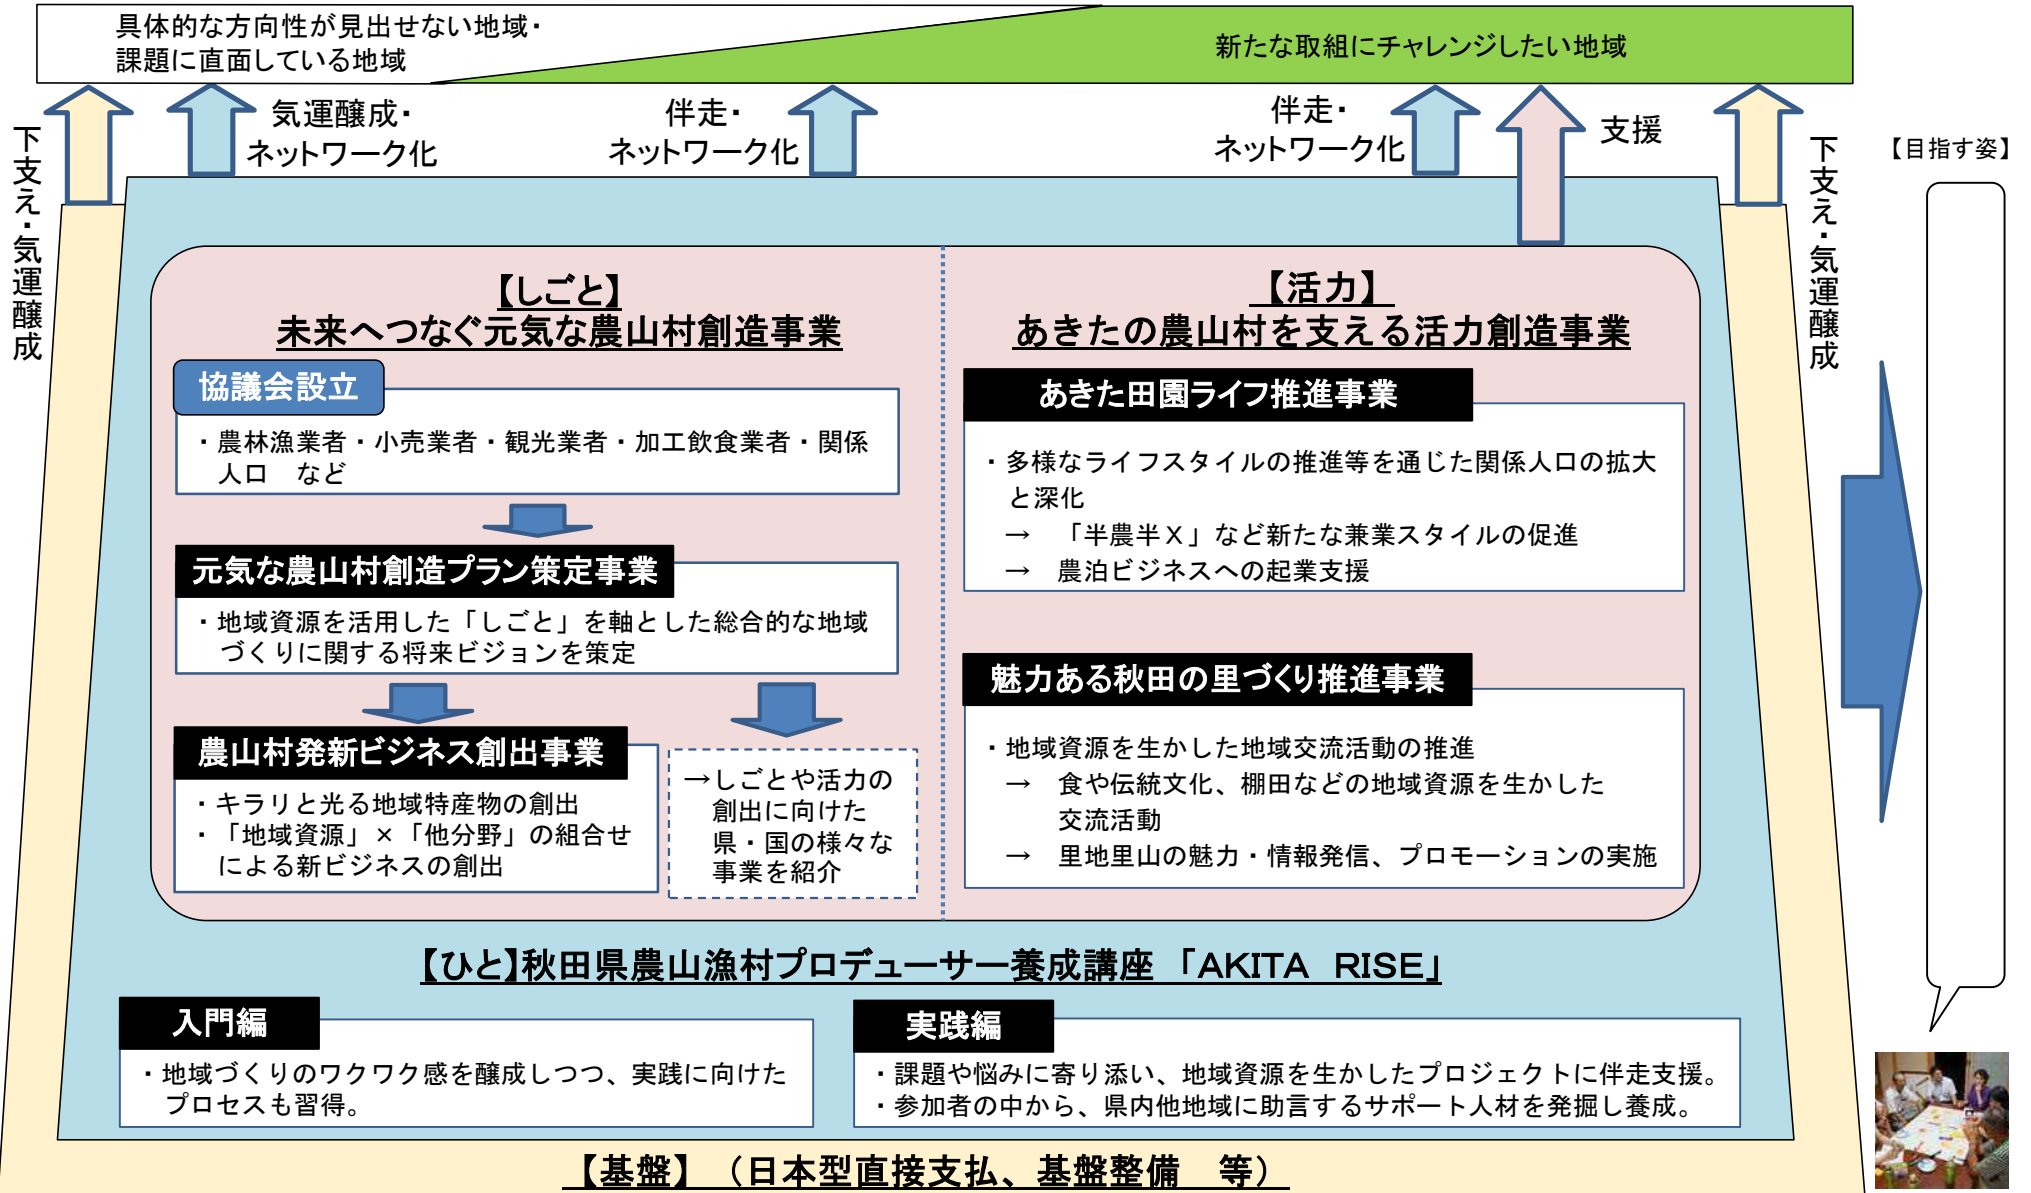 具体的な方向性が見出せない地域・
課題に直面している地域
新たな取組にチャレンジしたい地域
下支え・気運醸成
気運醸成・
ネットワーク化
伴走・
ネットワーク化
伴走・
ネットワーク化
支援
下支え・気運醸成
【目指す姿】
【しごと】
未来へつなぐ元気な農山村創造事業
協議会設立
・農林漁業者・小売業者・観光業者・加工飲食業者・関係
人口　など
元気な農山村創造プラン策定事業
・地域資源を活用した「しごと」を軸とした総合的な地域
づくりに関する将来ビジョンを策定
農山村発新ビジネス創出事業
・キラリと光る地域特産物の創出
・「地域資源」×「他分野」の組合せ
による新ビジネスの創出
→しごとや活力の
創出に向けた
県・国の様々な
事業を紹介
【活力】
あきたの農山村を支える活力創造事業
あきた田園ライフ推進事業
・多様なライフスタイルの推進等を通じた関係人口の拡大
と深化
→　「半農半Ｘ」など新たな兼業スタイルの促進
→　農泊ビジネスへの起業支援
魅力ある秋田の里づくり推進事業
・地域資源を生かした地域交流活動の推進
→　食や伝統文化、棚田などの地域資源を生かした
交流活動
→　里地里山の魅力・情報発信、プロモーションの実施
【ひと】秋田県農山漁村プロデューサー養成講座 「AKITA　RISE」
入門編
・地域づくりのワクワク感を醸成しつつ、実践に向けた
プロセスも習得。
実践編
・課題や悩みに寄り添い、地域資源を生かしたプロジェクトに伴走支援。
・参加者の中から、県内他地域に助言するサポート人材を発掘し養成。
【基盤】　（日本型直接支払、基盤整備　等）